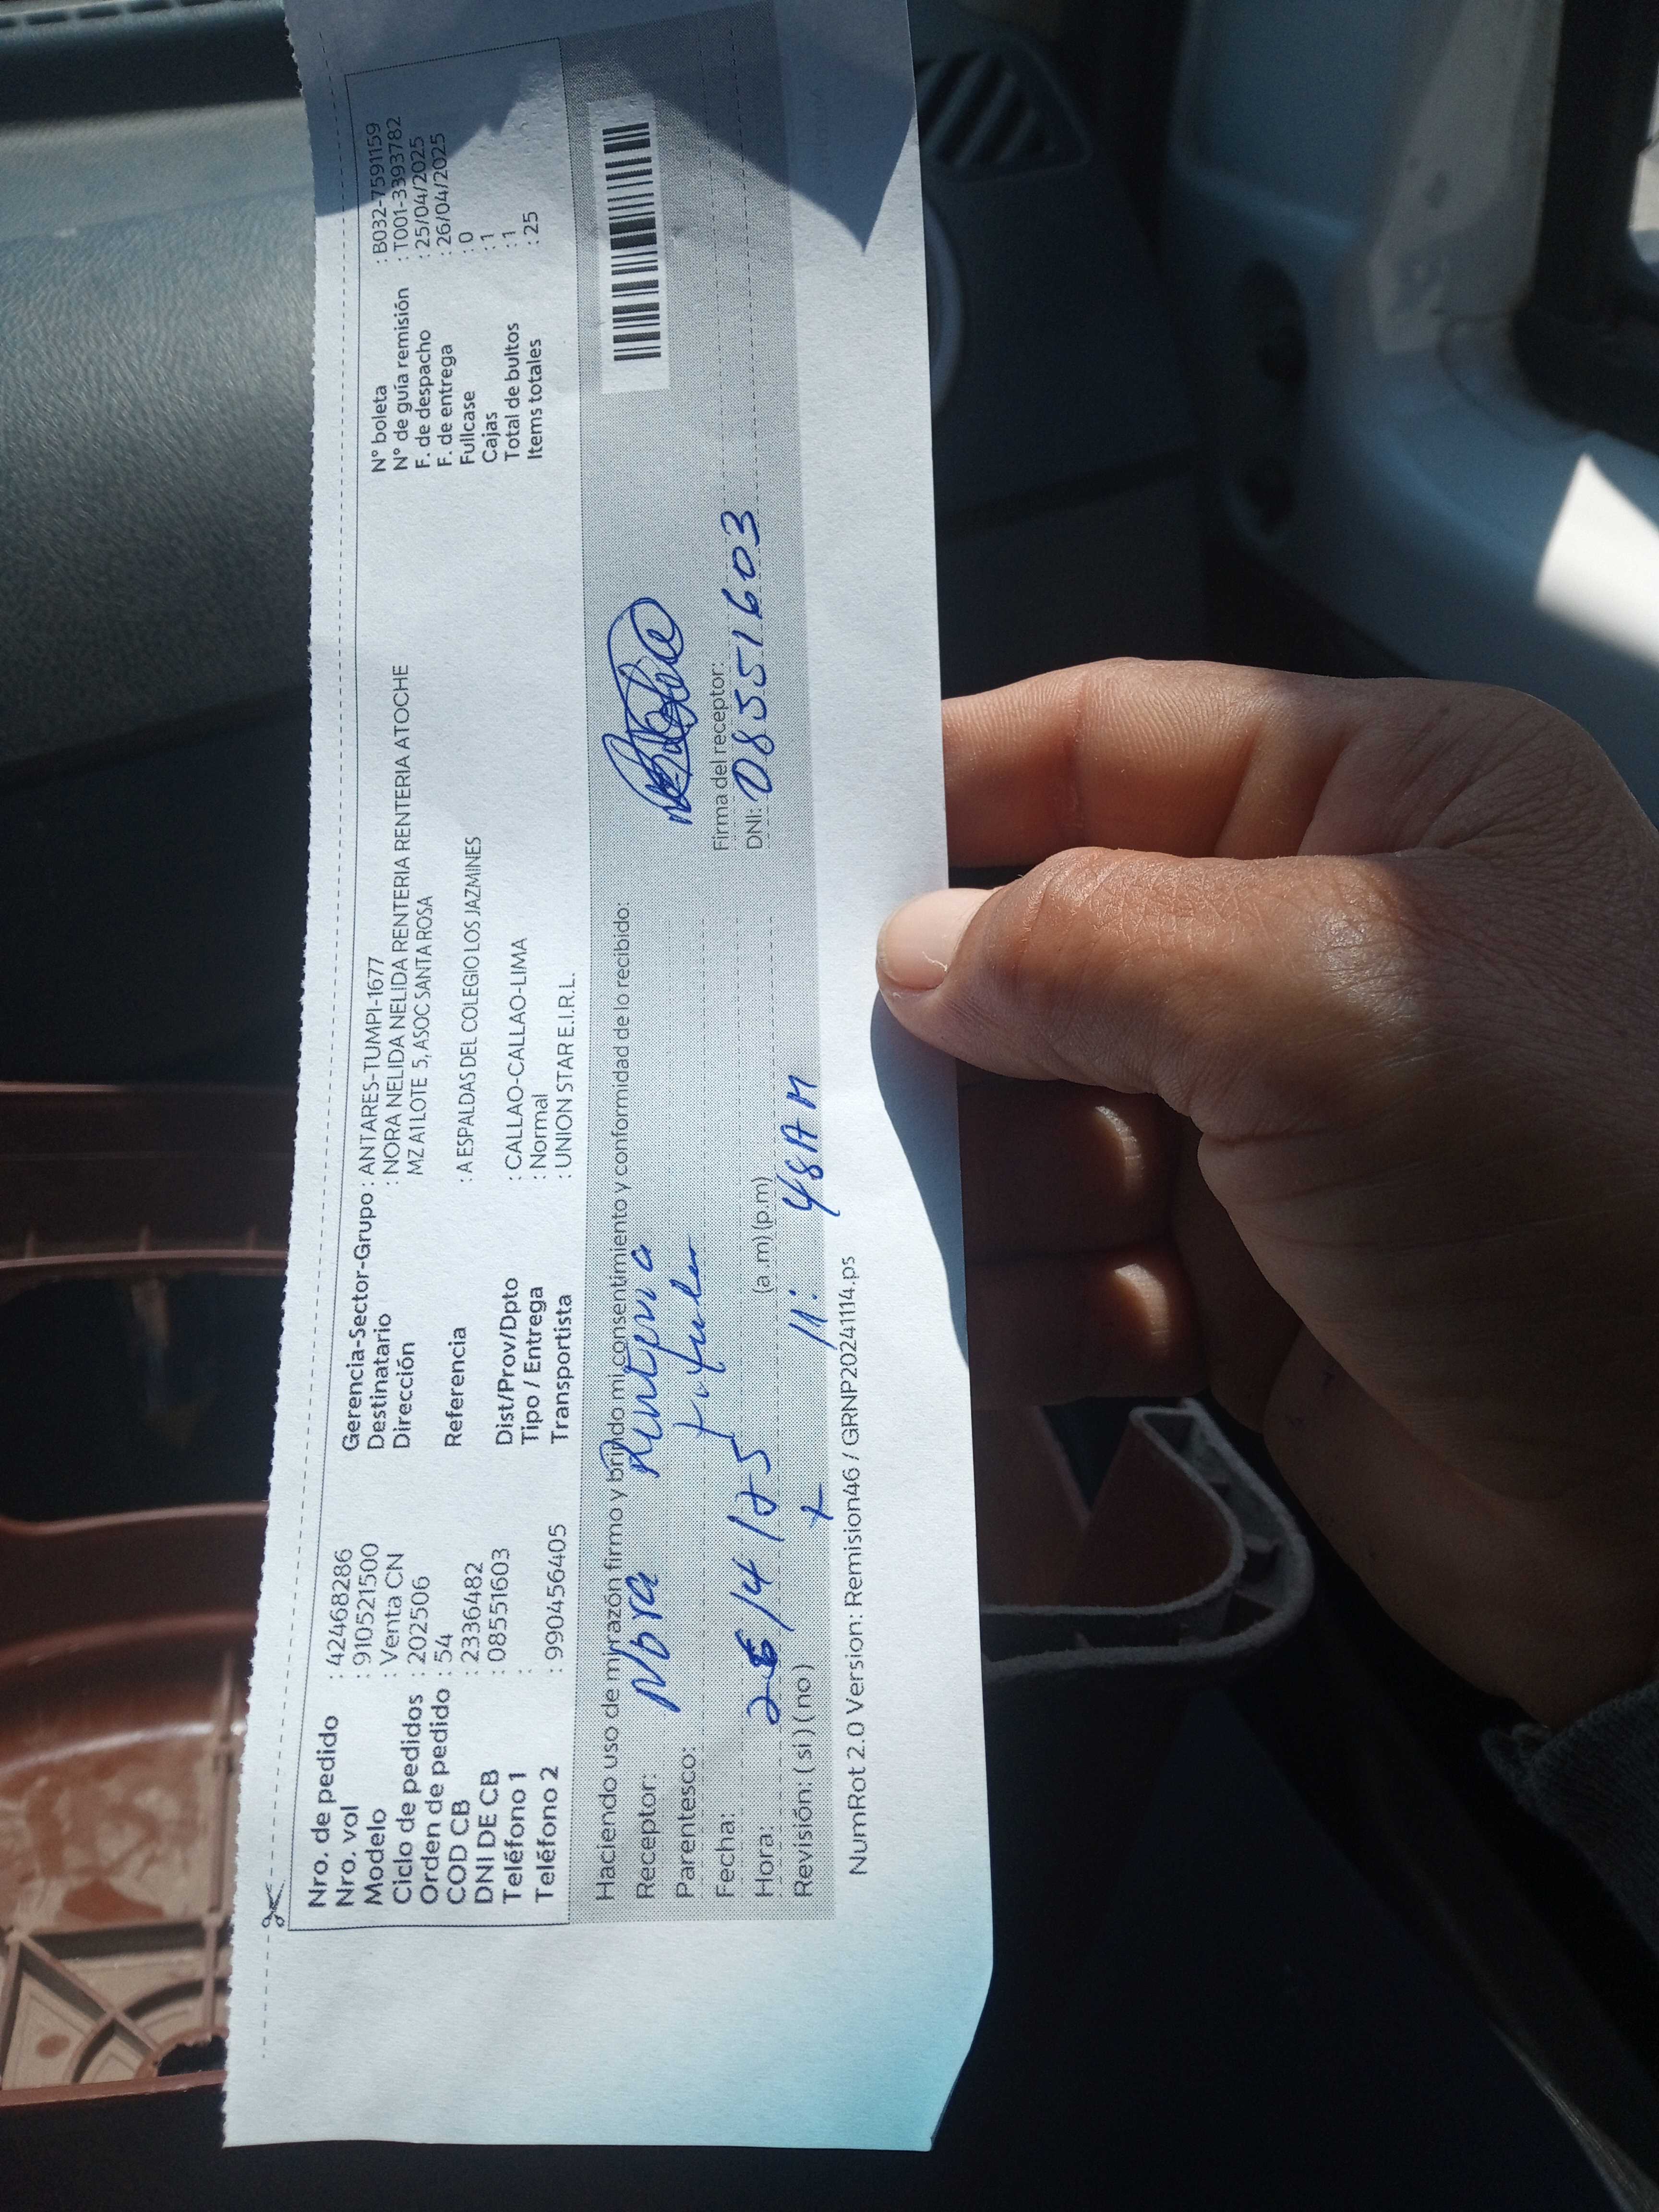 Nro. de pedido : 42468286
Nro. vol : 910521500
Modelo : Venta CN
Ciclo de pedidos : 202506
Orden de pedido : 54
COD CB : 2336482
DNI DE CB : 08551603
Teléfono 1 :
Teléfono 2 : 990456405
Gerencia-Sector-Grupo : ANTARES-TUMPI-1677
Destinatario : NORA NELIDA NELIDA RENTERIA RENTERIA ATOCHE
Dirección MZ A1 LOTE 5, ASOC SANTA ROSA
Referencia : A ESPALDAS DEL COLEGIO LOS JAZMINES
Dist/Prov/Dpto : CALLAO-CALLAO-LIMA
Tipo / Entrega : Normal
Transportista : UNION STAR E.I.R.L.
N° boleta : B032-7591159
N° de guía remisión : T001-3393782
F. de despacho : 25/04/2025
F. de entrega : 26/04/2025
Fullcase : 0
Cajas : 1
Total de bultos : 1
Items totales : 25
Haciendo uso de mi razón firmo y brindo mi consentimiento y conformidad de lo recibido:
Receptor: Nora Renteria
Parentesco: titular
Fecha: 26/4/25
Hora: (a.m) (p.m) 11:48AM
Revisión: ( si ) ( no )
Firma del receptor:
DNI: 08551603
NumRot 2.0 Version: Remision46 / GRNP20241114.ps